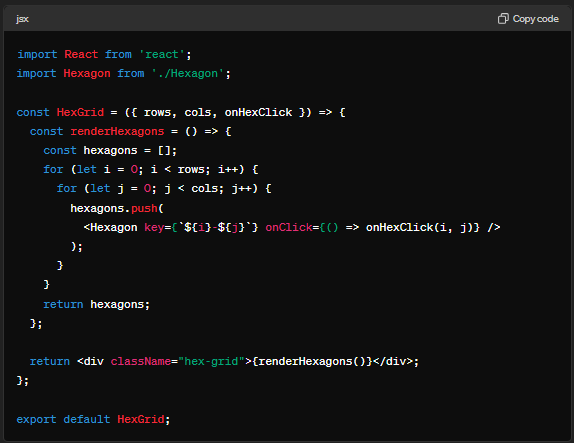 jsx Copy code
import React from 'react';
import Hexagon from './Hexagon';
const HexGrid = ({ rows, cols, onHexClick }) => {
const renderHexagons = () => {
const hexagons = [];
for (let i = 0; i < rows; i++) {
for (let j = 0; j < cols; j++) {
hexagons.push(
<Hexagon key={`${i}-${j}`} onClick={() => onHexClick(i, j)} />
);
}
}
return hexagons;
};
return <div className="hex-grid">{renderHexagons()}</div>;
};
export default HexGrid;